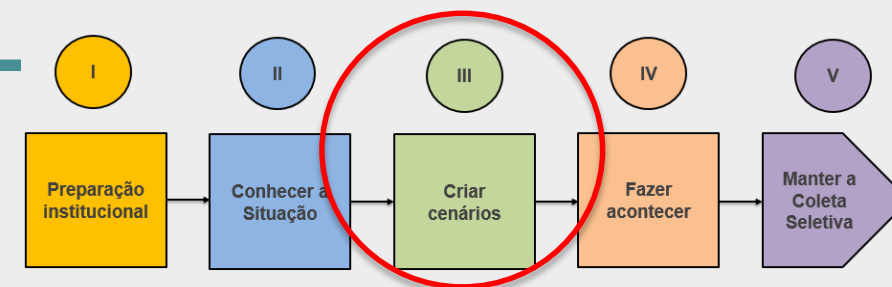 I
II
III
IV
V
Preparação
institucional
Conhecer a
Situação
Criar
cenários
Fazer
acontecer
Manter a
Coleta
Seletiva